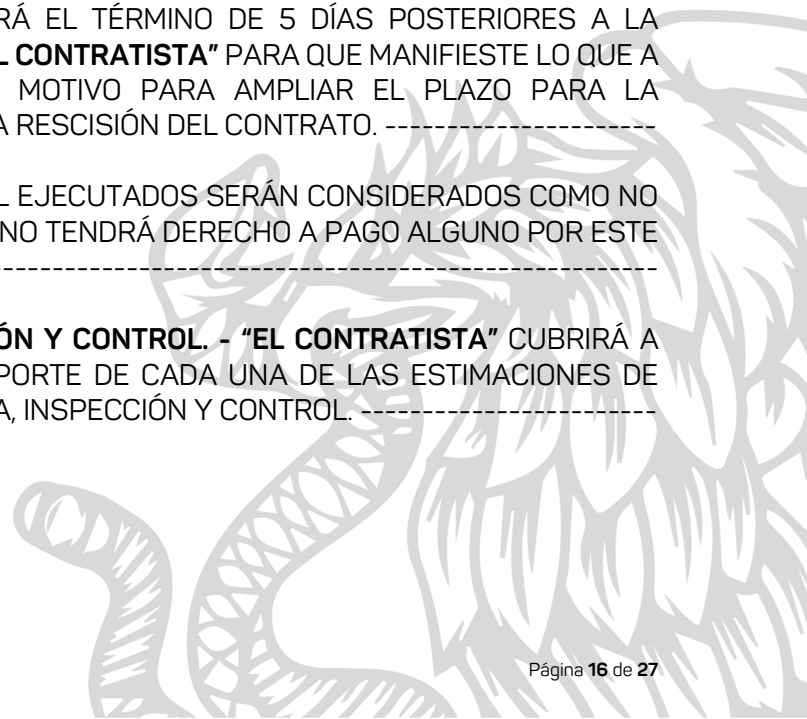 RÁ EL TÉRMINO DE 5 DÍAS POSTERIORES A LA
L CONTRATISTA” PARA QUE MANIFIESTE LO QUE A
MOTIVO PARA AMPLIAR EL PLAZO PARA LA
A RESCISIÓN DEL CONTRATO. ----------------------
L EJECUTADOS SERÁN CONSIDERADOS COMO NO
NO TENDRÁ DERECHO A PAGO ALGUNO POR ESTE
-------------------------------------------------------
ÓN Y CONTROL. - “EL CONTRATISTA” CUBRIRÁ A
PORTE DE CADA UNA DE LAS ESTIMACIONES DE
A, INSPECCIÓN Y CONTROL. ------------------------
Página 16 de 27